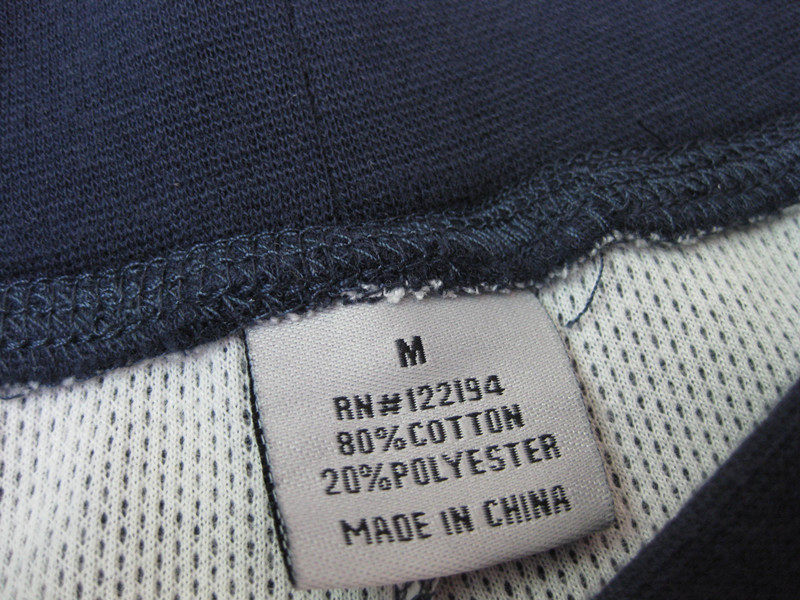 M
RN#122194
80%COTTON
20%POLYESTER
MADE IN CHINA